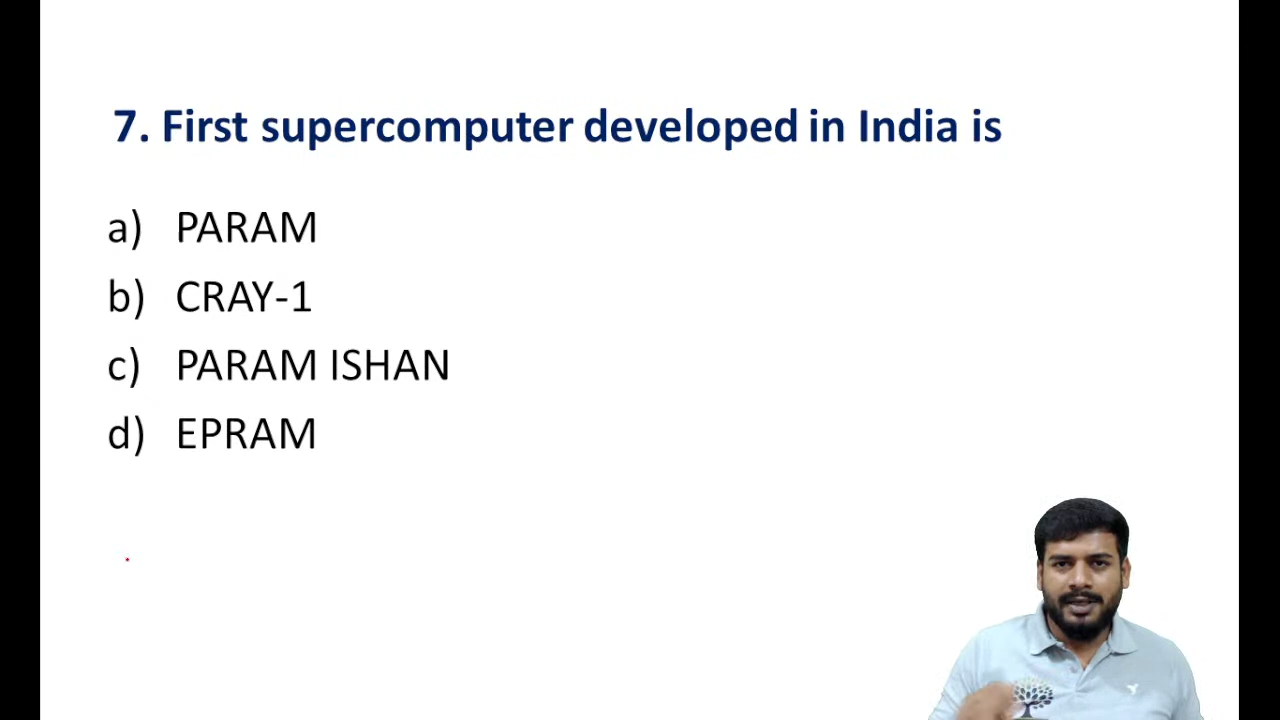 7. First supercomputer developed in India is
a) PARAM
b) CRAY-1
c) PARAM ISHAN
d) EPRAM